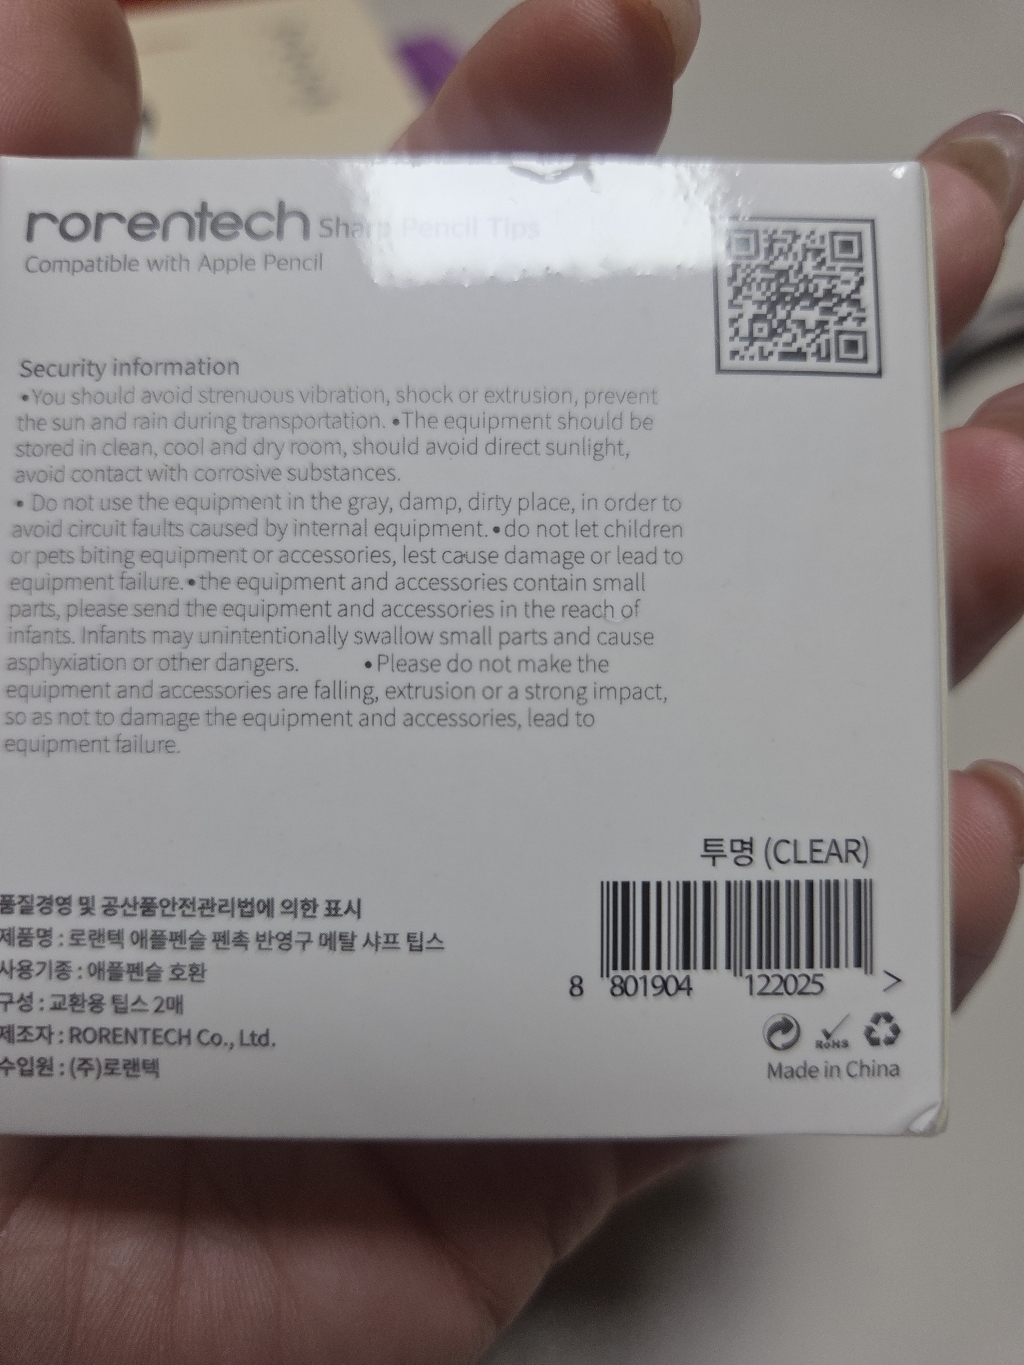 rorentech Sharp Pencil Tips
Compatible with Apple Pencil
Security information
•You should avoid strenuous vibration, shock or extrusion, prevent
the sun and rain during transportation. •The equipment should be
stored in clean, cool and dry room, should avoid direct sunlight,
avoid contact with corrosive substances.
• Do not use the equipment in the gray, damp, dirty place, in order to
avoid circuit faults caused by internal equipment. •do not let children
or pets biting equipment or accessories, lest cause damage or lead to
equipment failure. •the equipment and accessories contain small
parts, please send the equipment and accessories in the reach of
infants. Infants may unintentionally swallow small parts and cause
asphyxiation or other dangers. •Please do not make the
equipment and accessories are falling, extrusion or a strong impact,
so as not to damage the equipment and accessories, lead to
equipment failure.
투명 (CLEAR)
8 801904 122025 >
RoHS
Made in China
품질경영 및 공산품안전관리법에 의한 표시
제품명 : 로랜텍 애플펜슬 펜촉 반영구 메탈 샤프 팁스
사용기종 : 애플펜슬 호환
구성 : 교환용 팁스 2매
제조자 : RORENTECH Co., Ltd.
수입원 : (주)로랜텍